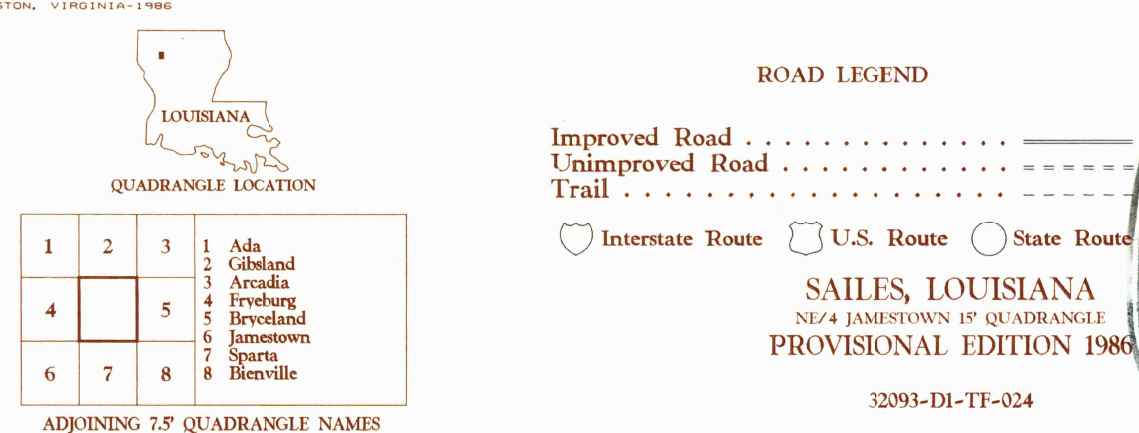 STON, VIRGINIA-1986
LOUISIANA
QUADRANGLE LOCATION
1 2 3
4 5
6 7 8
1 Ada
2 Gibsland
3 Arcadia
4 Fryeburg
5 Bryceland
6 Jamestown
7 Sparta
8 Bienville
ADJOINING 7.5' QUADRANGLE NAMES
ROAD LEGEND
Improved Road
Unimproved Road
Trail
Interstate Route U.S. Route State Route
SAILES, LOUISIANA
NE/4 JAMESTOWN 15' QUADRANGLE
PROVISIONAL EDITION 1986
32093-D1-TF-024